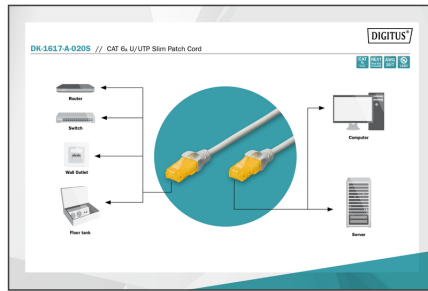 DIGITUS®
DK-1617-A-020S // CAT 6A U/UTP Slim Patch Cord
Router
Switch
Wall Outlet
Floor tank
Computer
Server